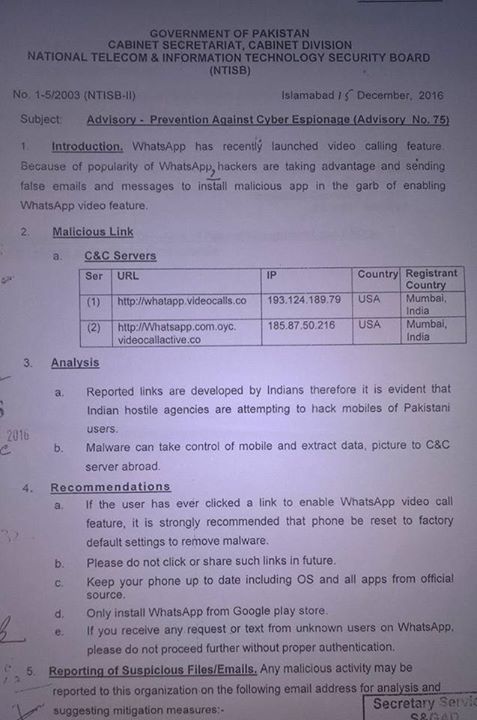 GOVERNMENT OF PAKISTAN
CABINET SECRETARIAT, CABINET DIVISION
NATIONAL TELECOM & INFORMATION TECHNOLOGY SECURITY BOARD
(NTISB)
No. 1-5/2003 (NTISB-II) Islamabad 15 December, 2016
Subject: Advisory - Prevention Against Cyber Espionage (Advisory No. 75)
1. Introduction. WhatsApp has recently launched video calling feature.
Because of popularity of WhatsApp, hackers are taking advantage and sending
false emails and messages to install malicious app in the garb of enabling
WhatsApp video feature.
2. Malicious Link
a. C&C Servers
Ser URL IP Country Registrant
Country
(1) http://whatapp.videocalls.co 193.124.189.79 USA Mumbai,
India
(2) http://Whatsapp.com.oyc. 185.87.50.216 USA Mumbai,
videocallactive.co India
3. Analysis
a. Reported links are developed by Indians therefore it is evident that
Indian hostile agencies are attempting to hack mobiles of Pakistani
users.
2016
b. Malware can take control of mobile and extract data, picture to C&C
server abroad.
4. Recommendations
a. If the user has ever clicked a link to enable WhatsApp video call
feature, it is strongly recommended that phone be reset to factory
default settings to remove malware.
b. Please do not click or share such links in future.
c. Keep your phone up to date including OS and all apps from official
source.
d. Only install WhatsApp from Google play store.
e. If you receive any request or text from unknown users on WhatsApp,
please do not proceed further without proper authentication.
5. Reporting of Suspicious Files/Emails. Any malicious activity may be
reported to this organization on the following email address for analysis and
suggesting mitigation measures:-
Secretary